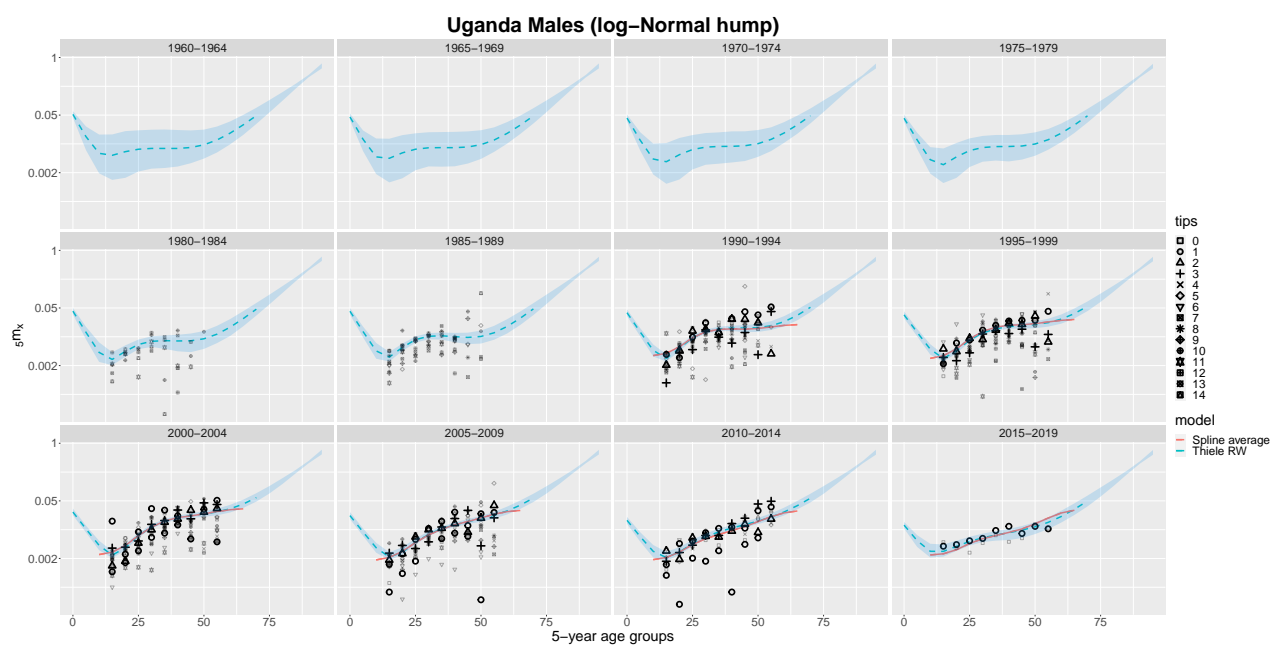 Uganda Males (log−Normal hump)
1960−1964 1965−1969 1970−1974 1975−1979
1
0.05
0.002
1980−1984 1985−1989 1990−1994 1995−1999
1
0.05
0.002
2000−2004 2005−2009 2010−2014 2015−2019
1
0.05
0.002
0 25 50 75 0 25 50 75 0 25 50 75 0 25 50 75
5−year age groups
5mx
tips
0
1
2
3
4
5
6
7
8
9
10
11
12
13
14
model
Spline average
Thiele RW